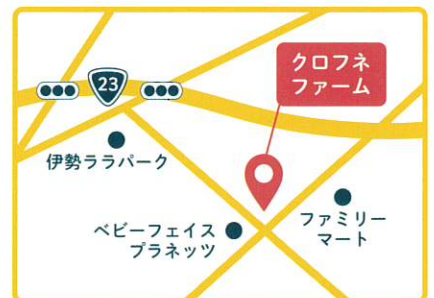 クロフネ
ファーム
23
伊勢ララパーク
ベビーフェイス
プラネッツ
ファミリー
マート